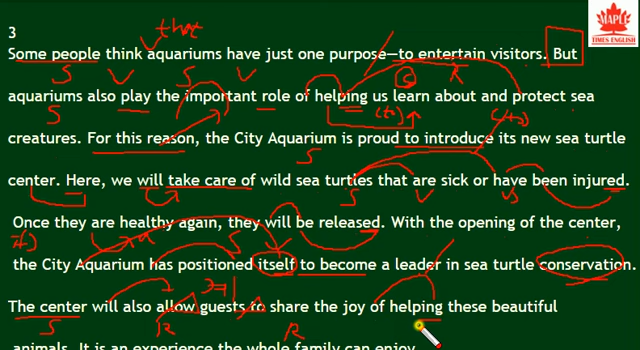 MAPLE
TIMES ENGLISH
3
that
Some people think aquariums have just one purpose—to entertain visitors. But
S V S V
aquariums also play the important role of helping us learn about and protect sea
S
creatures. For this reason, the City Aquarium is proud to introduce its new sea turtle
S
center. Here, we will take care of wild sea turtles that are sick or have been injured.
S V
Once they are healthy again, they will be released. With the opening of the center,
the City Aquarium has positioned itself to become a leader in sea turtle conservation.
The center will also allow guests to share the joy of helping these beautiful
S
animals. It is an experience the whole family can enjoy.